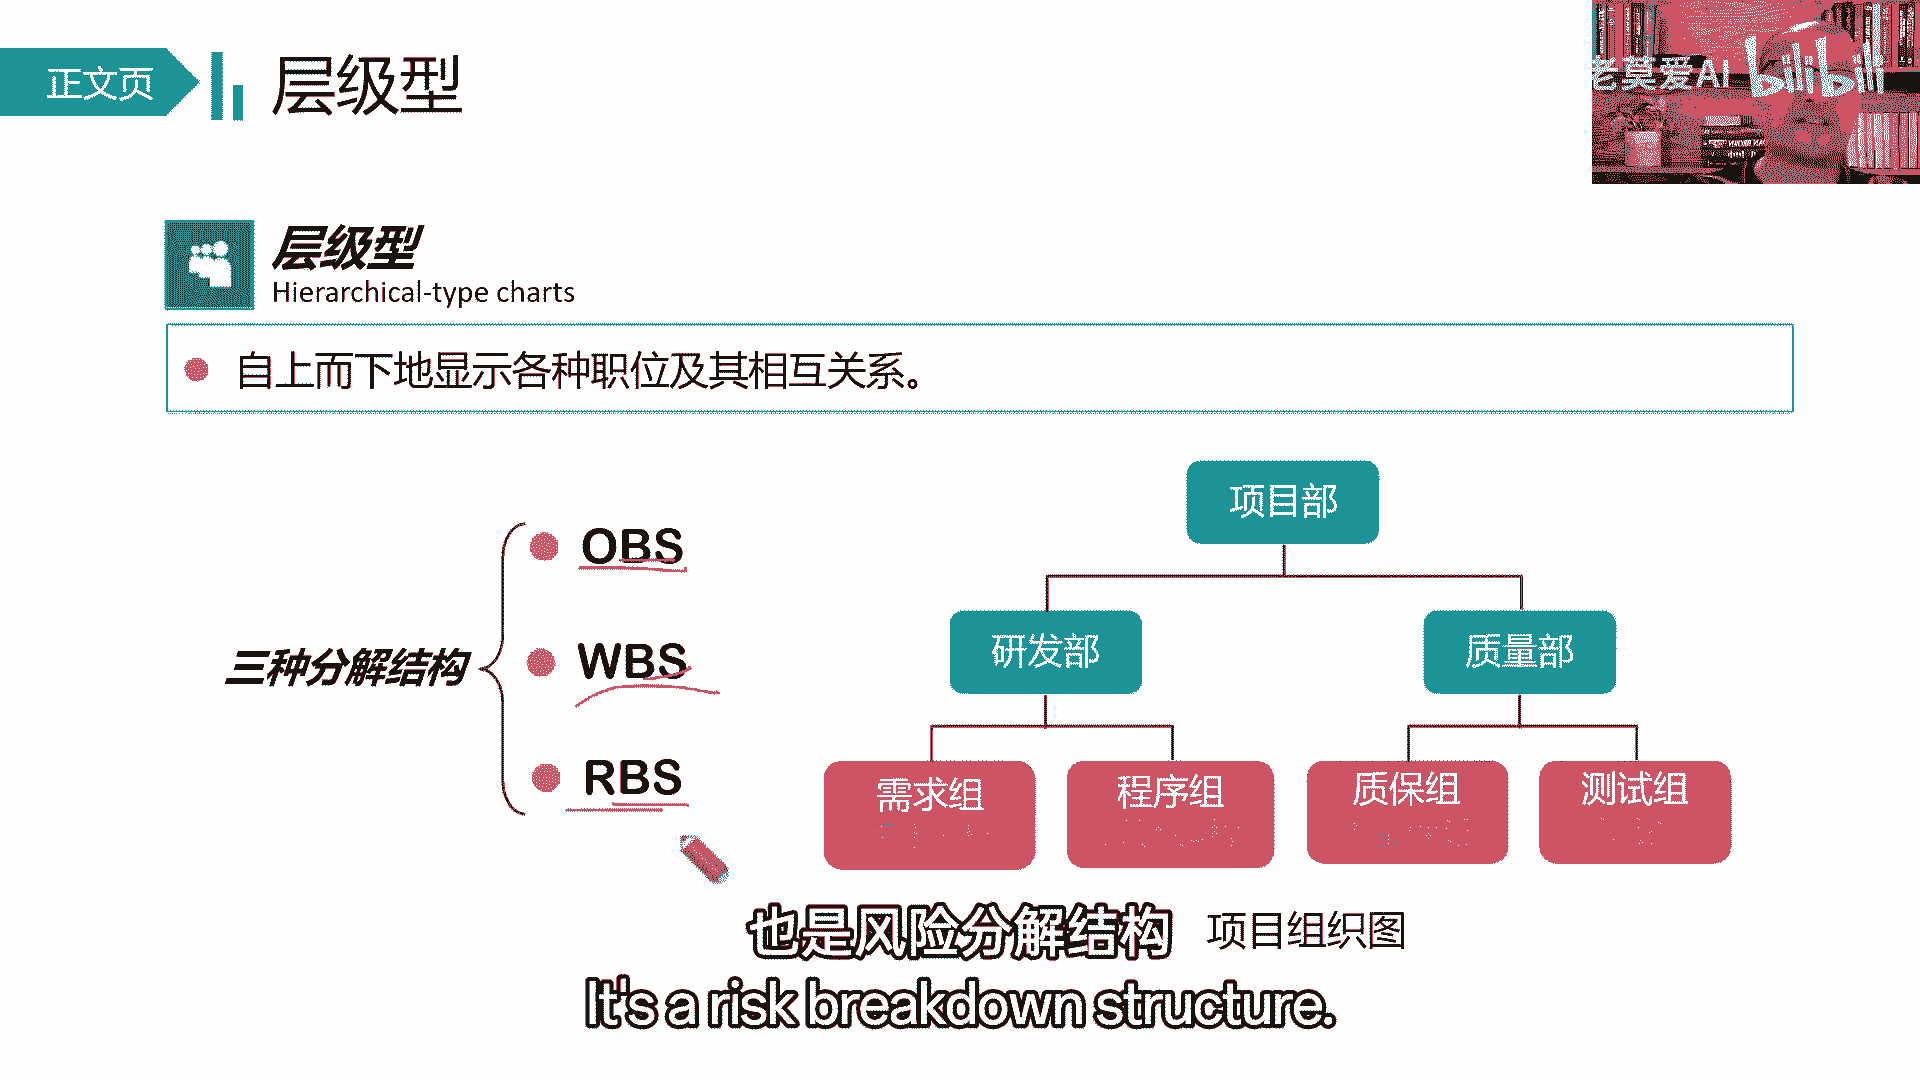 正文页
层级型
老莫爱AI bilibili
层级型
Hierarchical-type charts
自上而下地显示各种职位及其相互关系。
三种分解结构
OBS
WBS
RBS
项目部
研发部
质量部
需求组
程序组
质保组
测试组
项目组织图
也是风险分解结构
It's a risk breakdown structure.